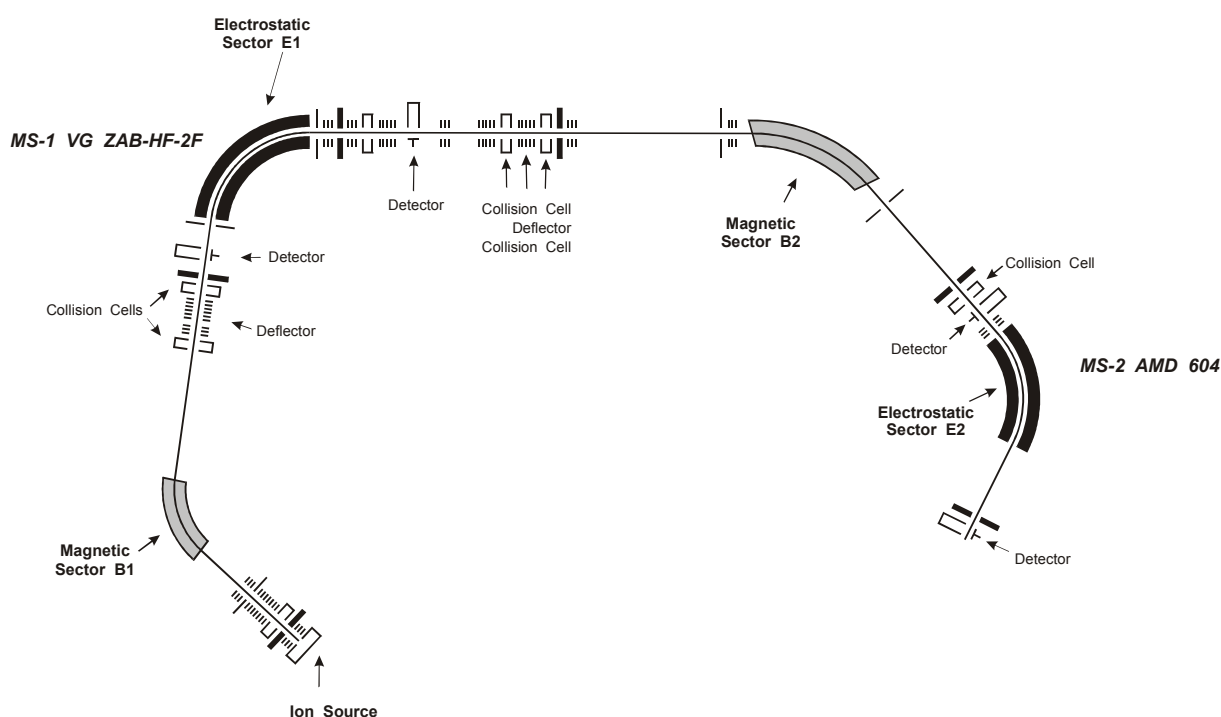 Electrostatic
Sector E1
MS-1 VG ZAB-HF-2F
Detector
Collision Cell
Deflector
Collision Cell
Magnetic
Sector B2
Detector
Collision Cells
Deflector
Collision Cell
Detector
MS-2 AMD 604
Electrostatic
Sector E2
Magnetic
Sector B1
Detector
Ion Source